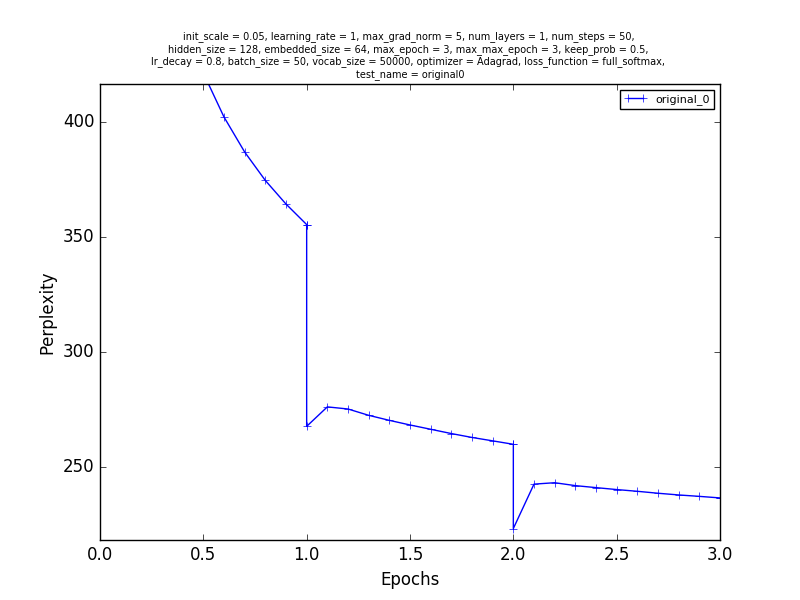 init_scale = 0.05, learning_rate = 1, max_grad_norm = 5, num_layers = 1, num_steps = 50,
hidden_size = 128, embedded_size = 64, max_epoch = 3, max_max_epoch = 3, keep_prob = 0.5,
lr_decay = 0.8, batch_size = 50, vocab_size = 50000, optimizer = Adagrad, loss_function = full_softmax,
test_name = original0
original_0
400
350
300
250
Perplexity
0.0 0.5 1.0 1.5 2.0 2.5 3.0
Epochs